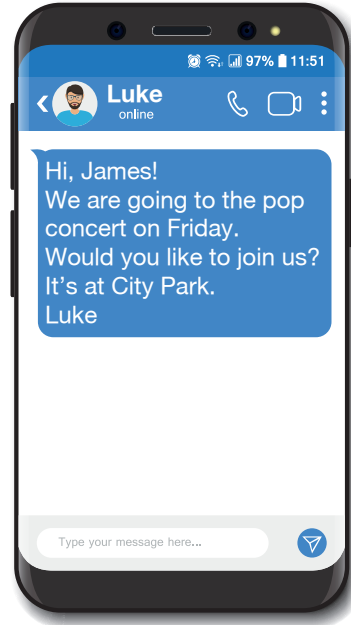 97% 11:51
Luke
online
Hi, James!
We are going to the pop
concert on Friday.
Would you like to join us?
It's at City Park.
Luke
Type your message here...